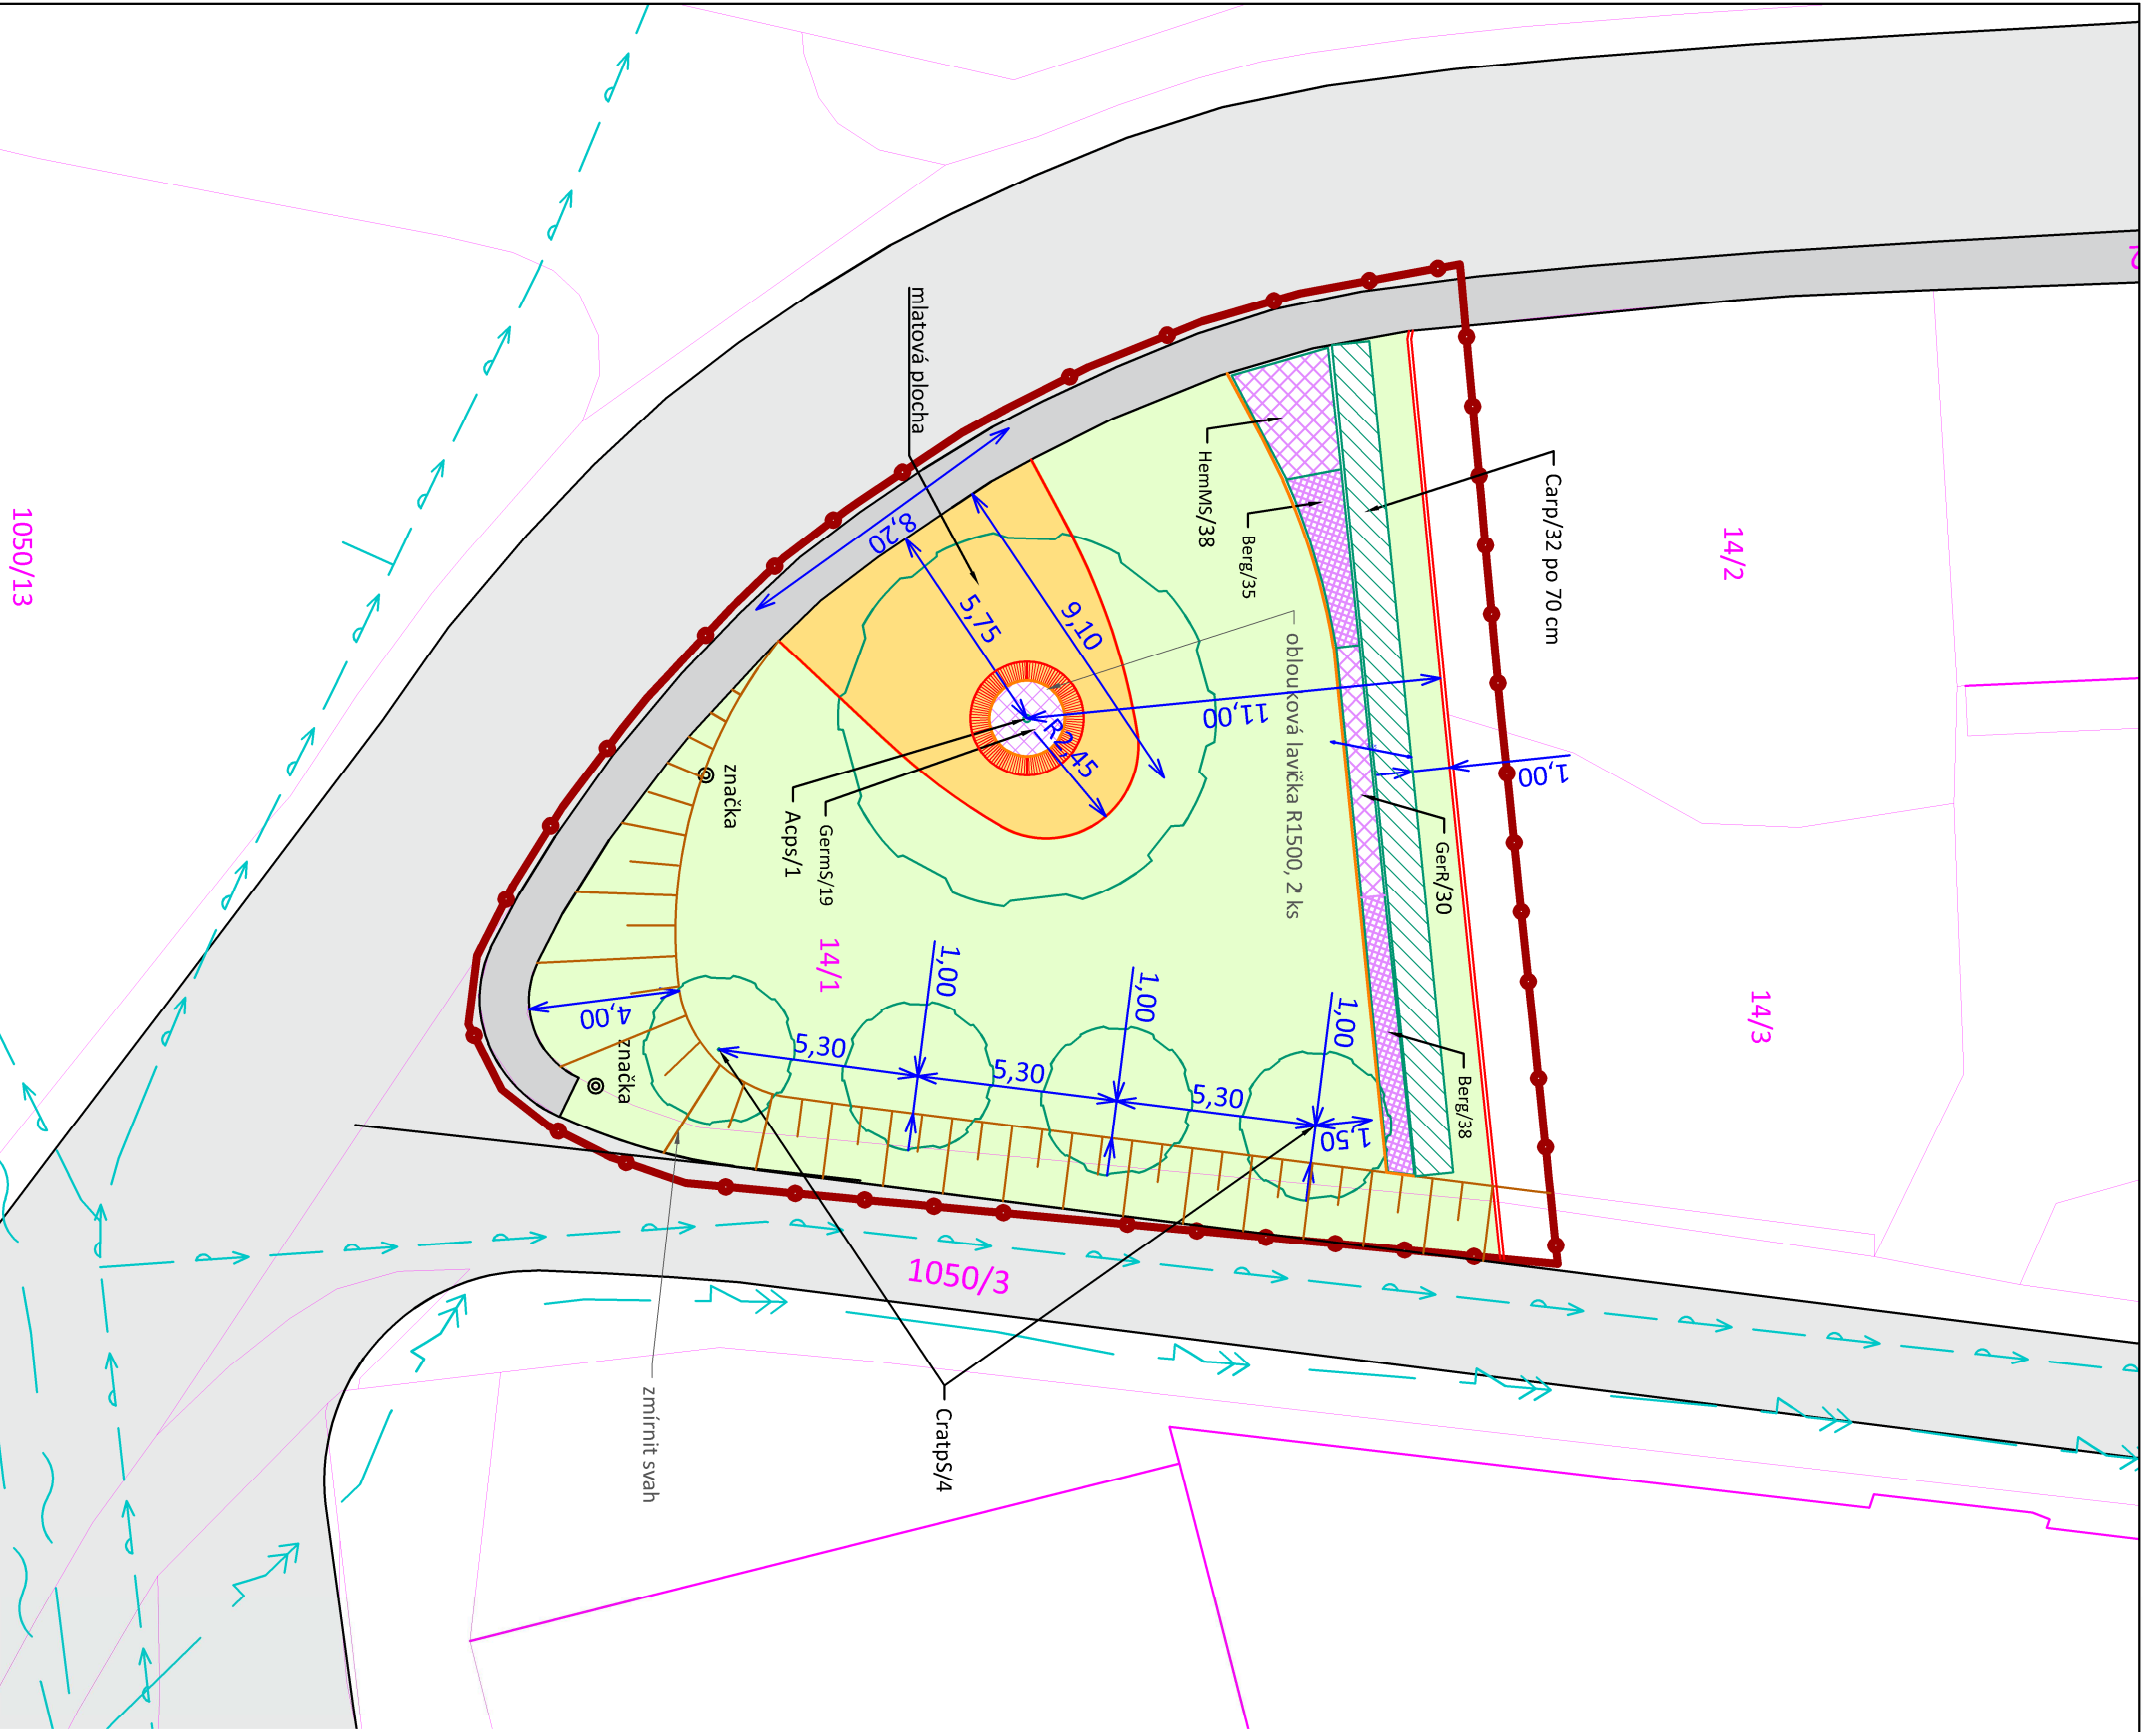 1050/13
mlatová plocha
8,20
5,75
9,10
R2,45
11,00
HemMS/38
Berg/35
Carp/32 po 70 cm
14/2
oblouková lavička R1500, 2 ks
1,00
značka
Acps/1
GermS/19
GerR/30
14/1
14/3
4,00
značka
5,30
1,00
5,30
1,00
5,30
1,00
1,50
Berg/38
1050/3
zmírnit svah
CratpS/4